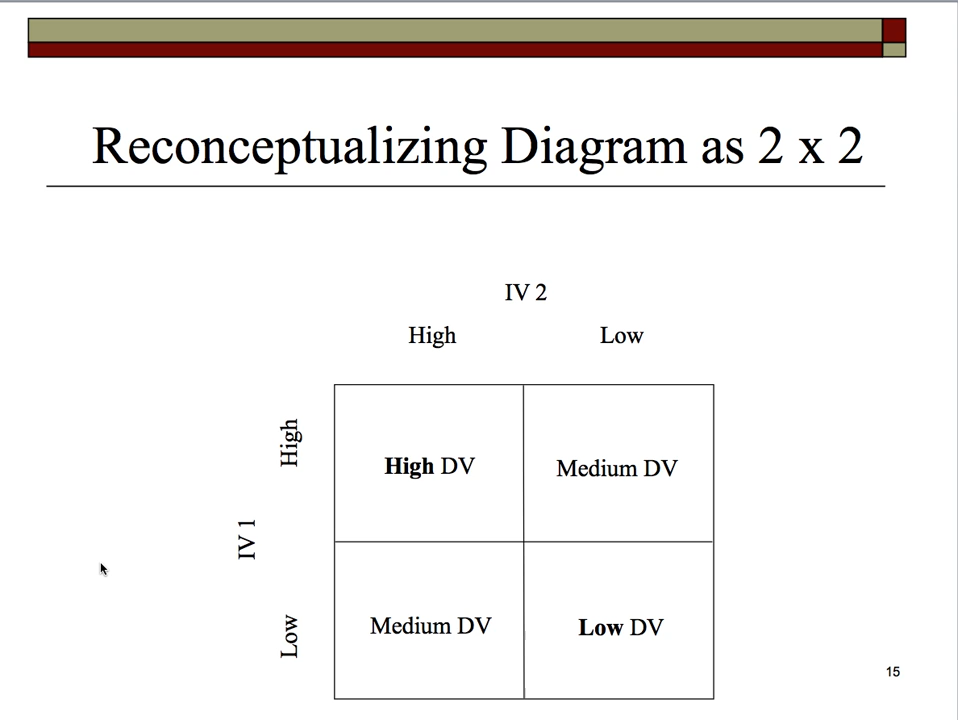 Reconceptualizing Diagram as 2 x 2
IV 2
High Low
High
High DV Medium DV
IV 1
Low
Medium DV Low DV
15